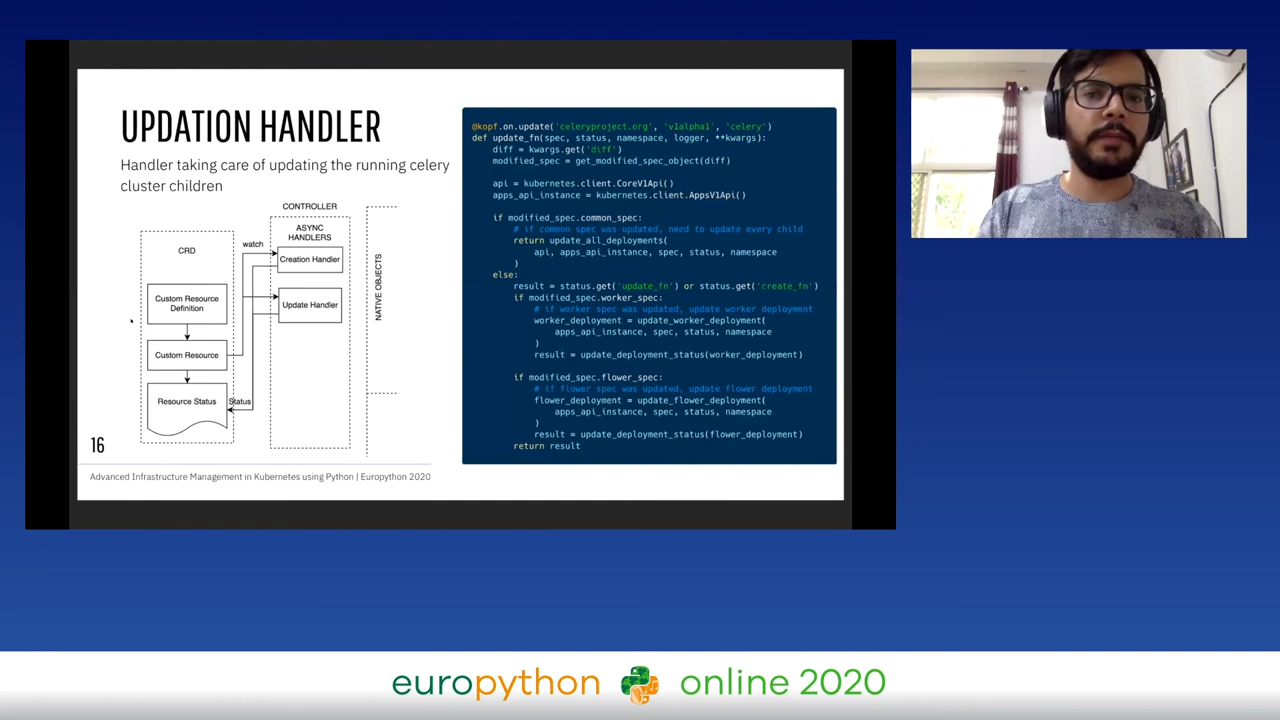 UPDATION HANDLER
Handler taking care of updating the running celery
cluster children
CONTROLLER
ASYNC
HANDLERS
CRD
watch
Creation Handler
Custom Resource
Definition
Update Handler
NATIVE OBJECTS
Custom Resource
Resource Status
Status
16
Advanced Infrastructure Management in Kubernetes using Python | Europython 2020
@kopf.on.update('celeryproject.org', 'v1alpha1', 'celery')
def update_fn(spec, status, namespace, logger, **kwargs):
    diff = kwargs.get('diff')
    modified_spec = get_modified_spec_object(diff)
    api = kubernetes.client.CoreV1Api()
    apps_api_instance = kubernetes.client.AppsV1Api()
    if modified_spec.common_spec:
        # if common spec was updated, need to update every child
        return update_all_deployments(
            api, apps_api_instance, spec, status, namespace
        )
    else:
        result = status.get('update_fn') or status.get('create_fn')
        if modified_spec.worker_spec:
            # if worker spec was updated, update worker deployment
            worker_deployment = update_worker_deployment(
                apps_api_instance, spec, status, namespace
            )
            result = update_deployment_status(worker_deployment)
        if modified_spec.flower_spec:
            # if flower spec was updated, update flower deployment
            flower_deployment = update_flower_deployment(
                apps_api_instance, spec, status, namespace
            )
            result = update_deployment_status(flower_deployment)
        return result
europython online 2020